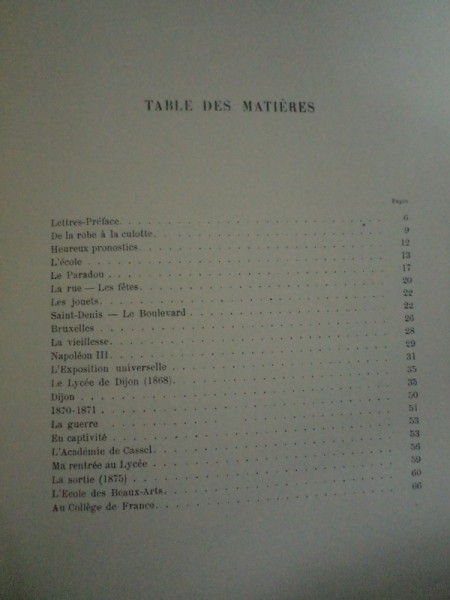 TABLE DES MATIÈRES
Pages
Lettres-Préface. 6
De la robe à la culotte. 9
Heureux pronostics. 12
L'école 13
Le Paradou 17
La rue — Les fêtes. 20
Les jouets. 22
Saint-Denis — Le Boulevard 22
Bruxelles 26
La vieillesse. 28
Napoléon III. 29
L'Exposition universelle 31
Le Lycée de Dijon (1868). 35
Dijon 35
1870-1871 50
La guerre 51
En captivité 53
L'Académie de Cassel. 53
Ma rentrée au Lycée 56
La sortie (1875) 59
L'Ecole des Beaux-Arts. 60
Au Collège de France. 66